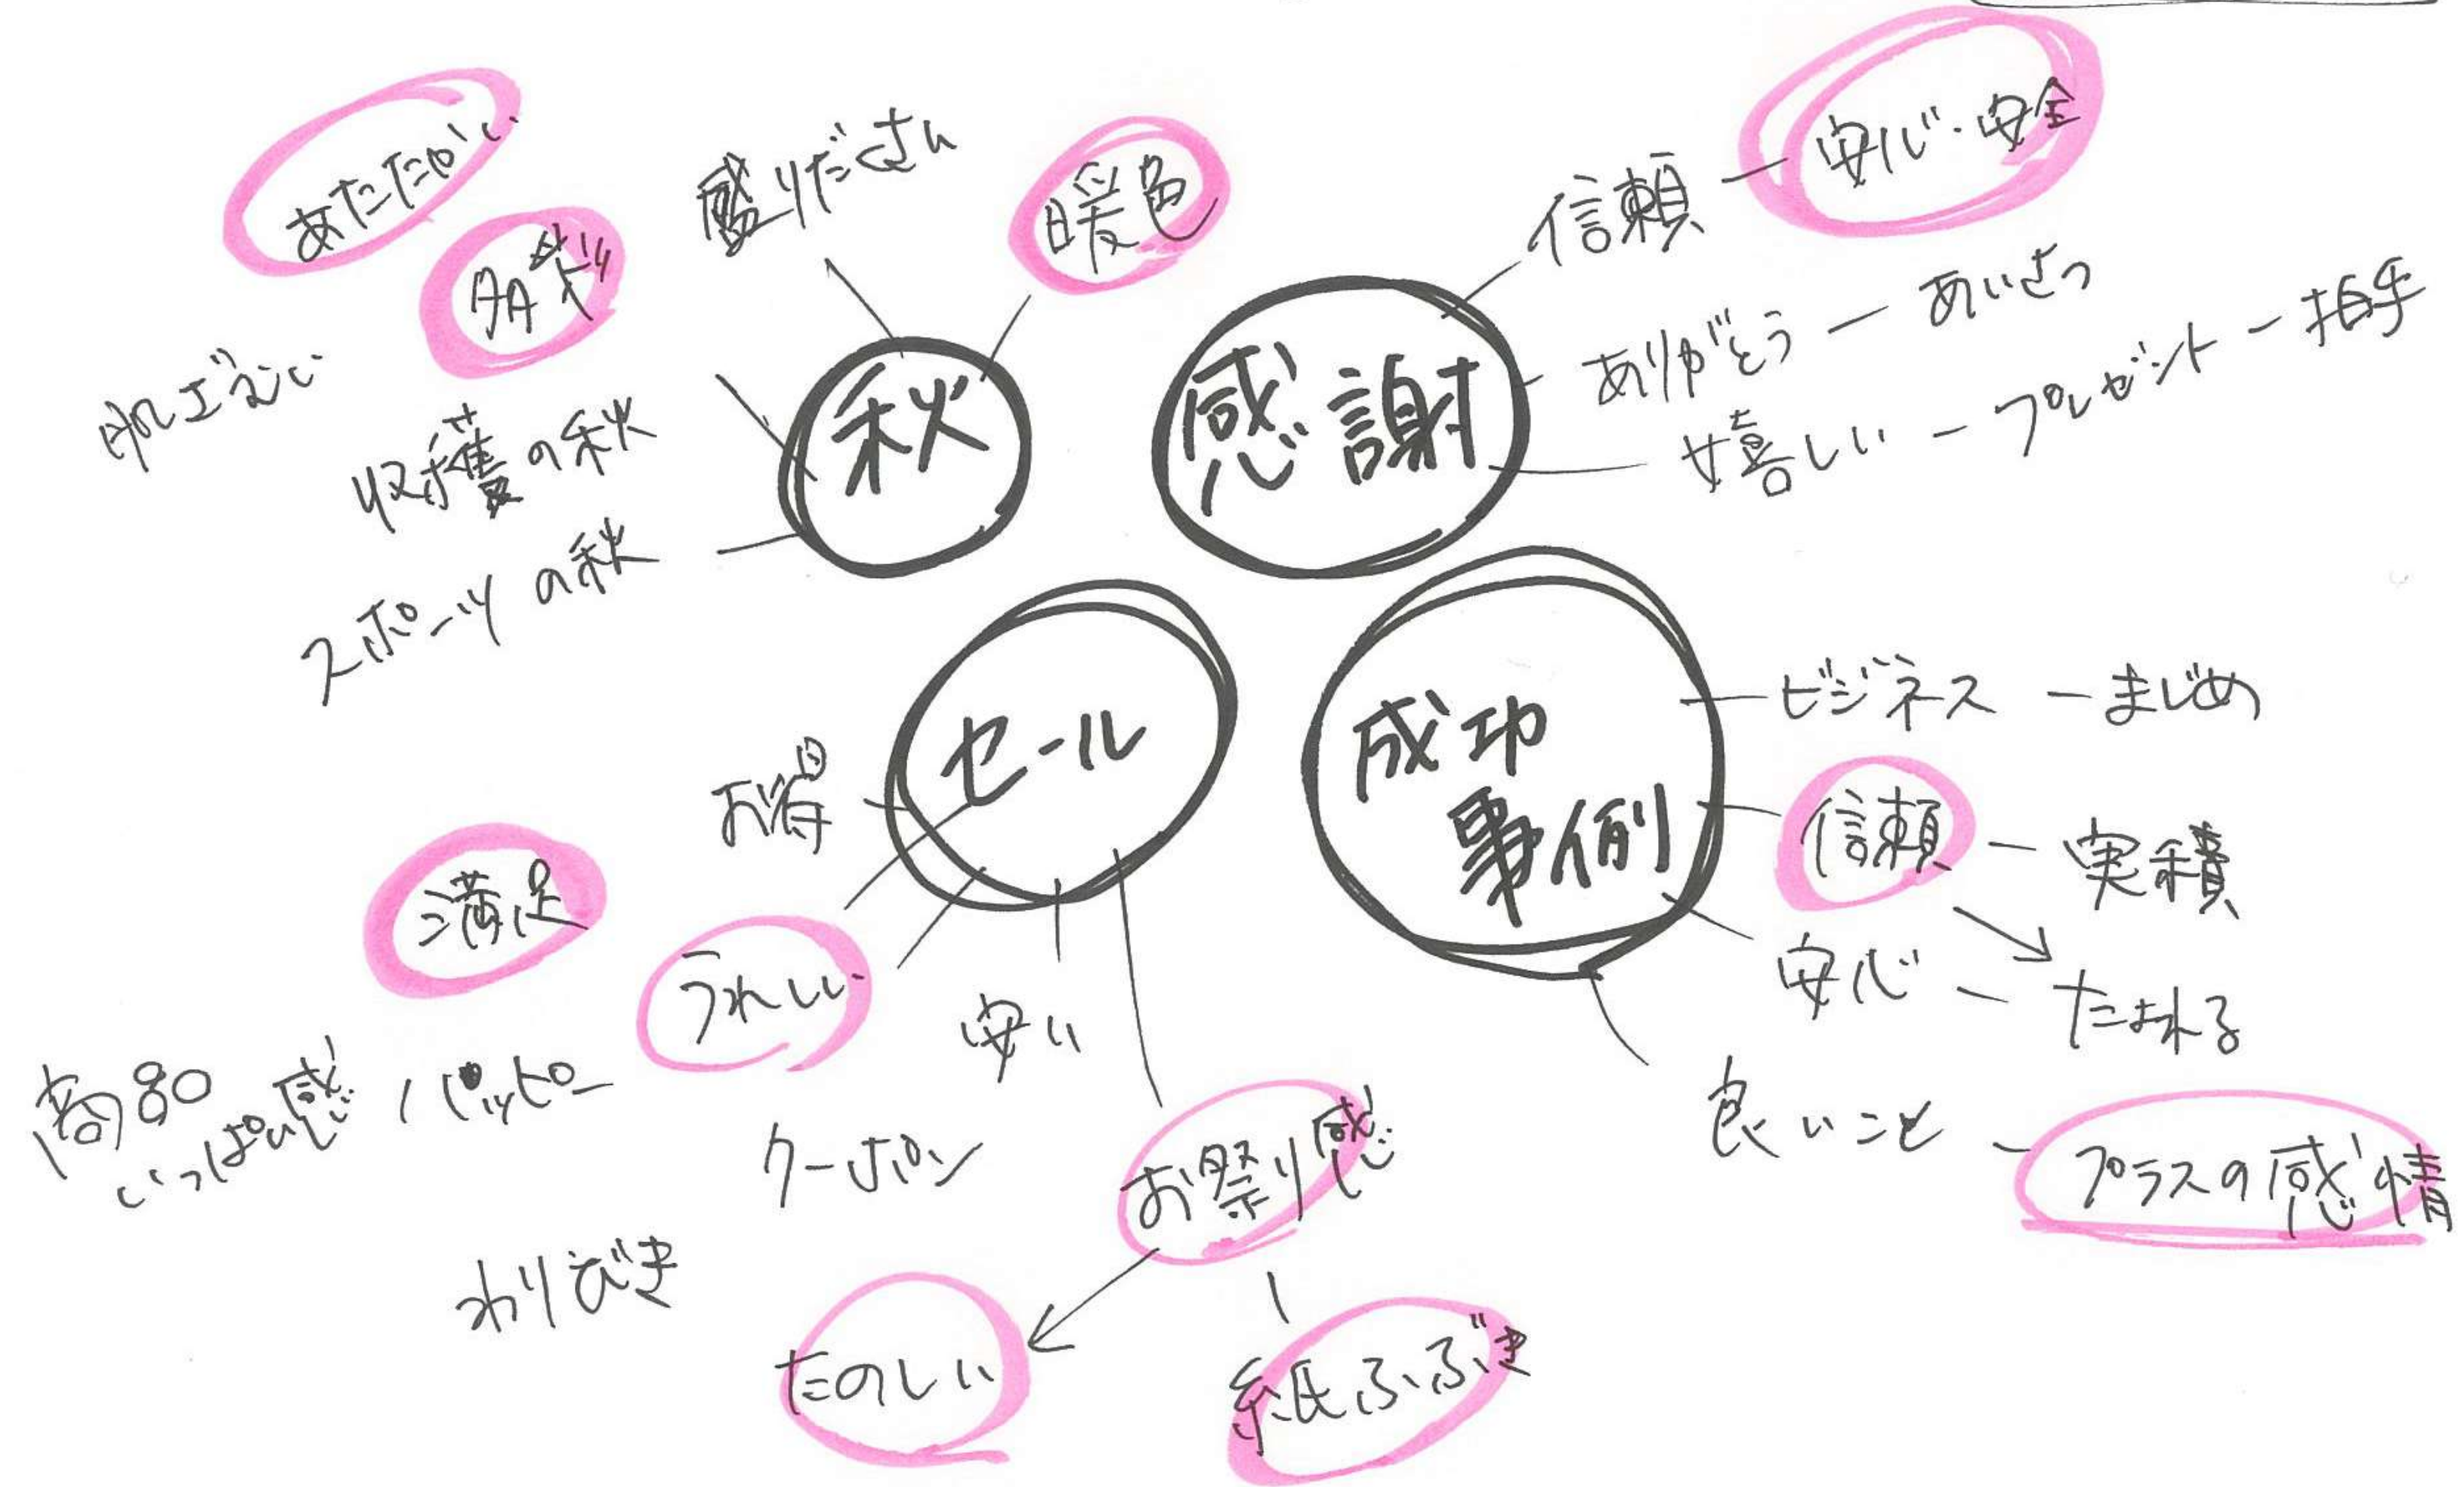 あたたかい
盛りだくさん
暖色
肌ざむい
収穫の秋
スポーツの秋
秋
感謝
信頼 ー 安心・安全
ありがとう ー あいさつ
嬉しい ー プレゼント ー 拍手
セール
お得
満足
うれしい
安い
商品
いっぱい感
ハッピー
クーポン
わりびき
お祭り感
たのしい
紙ふぶき
成功
事例
ビジネス ー まじめ
信頼 ー 実積
安心 ー たよれる
良いこと ー プラスの感情